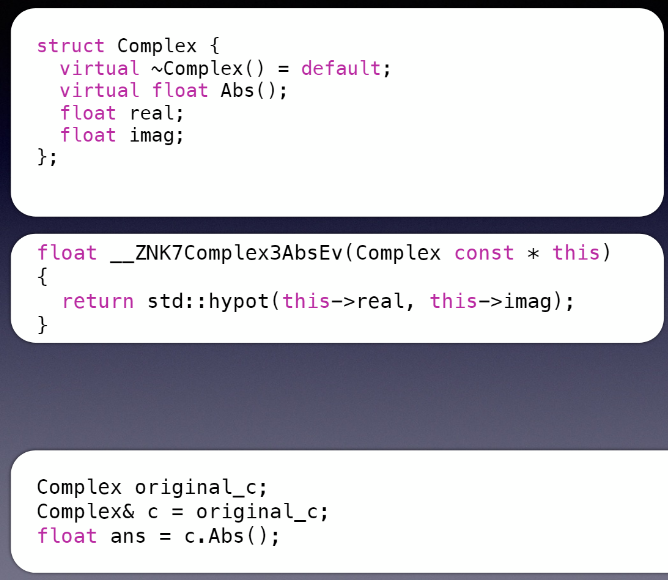 struct Complex {
  virtual ~Complex() = default;
  virtual float Abs();
  float real;
  float imag;
};
float __ZNK7Complex3AbsEv(Complex const * this)
{
  return std::hypot(this->real, this->imag);
}
Complex original_c;
Complex& c = original_c;
float ans = c.Abs();